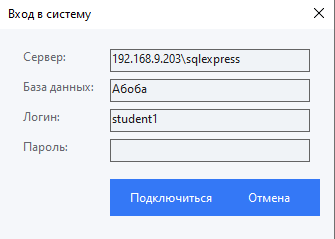 Вход в систему
Сервер: 192.168.9.203\sqlexpress
База данных: Абоба
Логин: student1
Пароль:
Подключиться Отмена